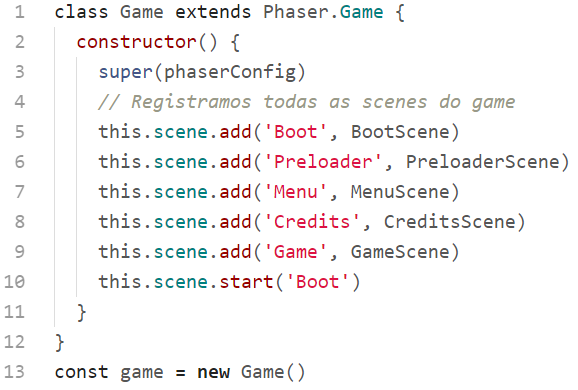 1 class Game extends Phaser.Game {
2 constructor() {
3 super(phaserConfig)
4 // Registramos todas as scenes do game
5 this.scene.add('Boot', BootScene)
6 this.scene.add('Preloader', PreloaderScene)
7 this.scene.add('Menu', MenuScene)
8 this.scene.add('Credits', CreditsScene)
9 this.scene.add('Game', GameScene)
10 this.scene.start('Boot')
11 }
12 }
13 const game = new Game()